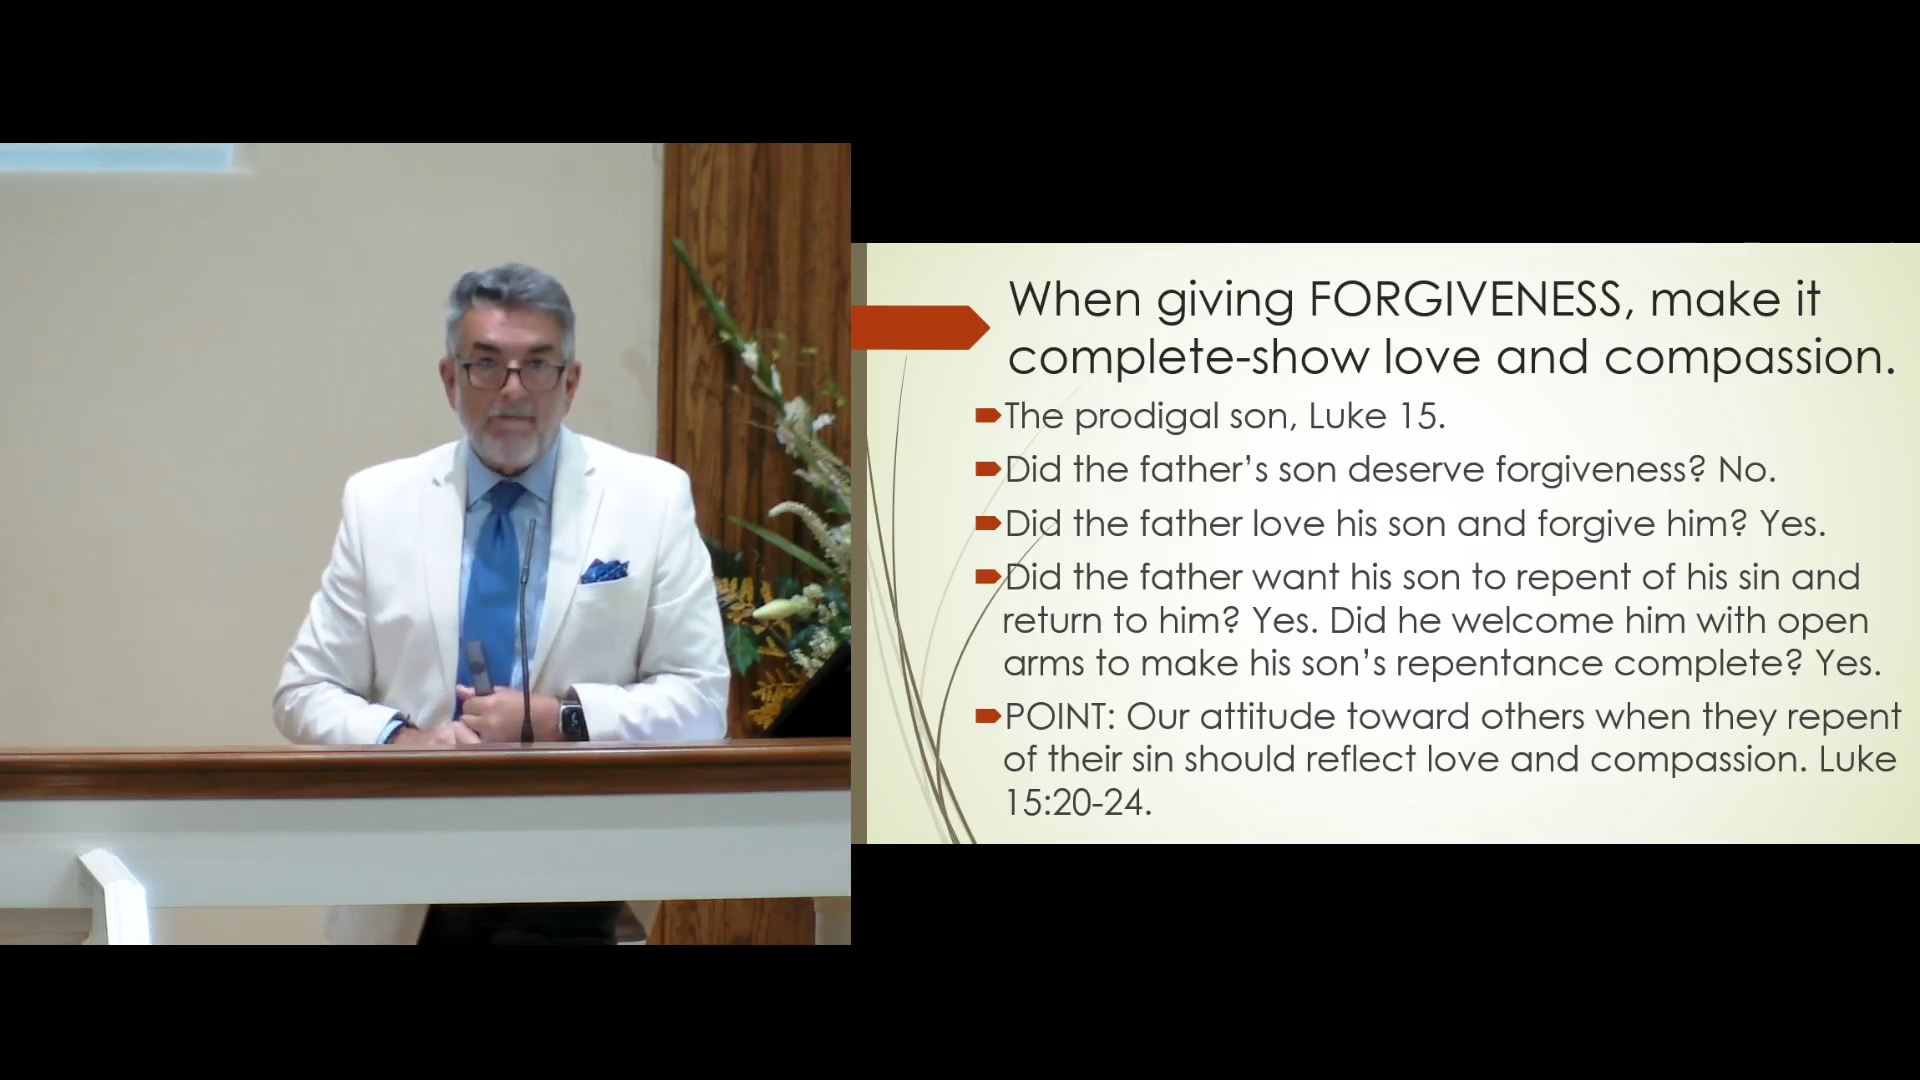 When giving FORGIVENESS, make it
complete-show love and compassion.
The prodigal son, Luke 15.
Did the father’s son deserve forgiveness? No.
Did the father love his son and forgive him? Yes.
Did the father want his son to repent of his sin and
return to him? Yes. Did he welcome him with open
arms to make his son’s repentance complete? Yes.
POINT: Our attitude toward others when they repent
of their sin should reflect love and compassion. Luke
15:20-24.